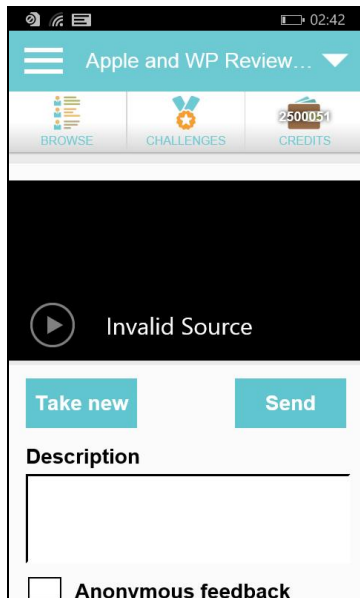 02:42
Apple and WP Review...
2500051
BROWSE
CHALLENGES
CREDITS
Invalid Source
Take new
Send
Description
Anonymous feedback